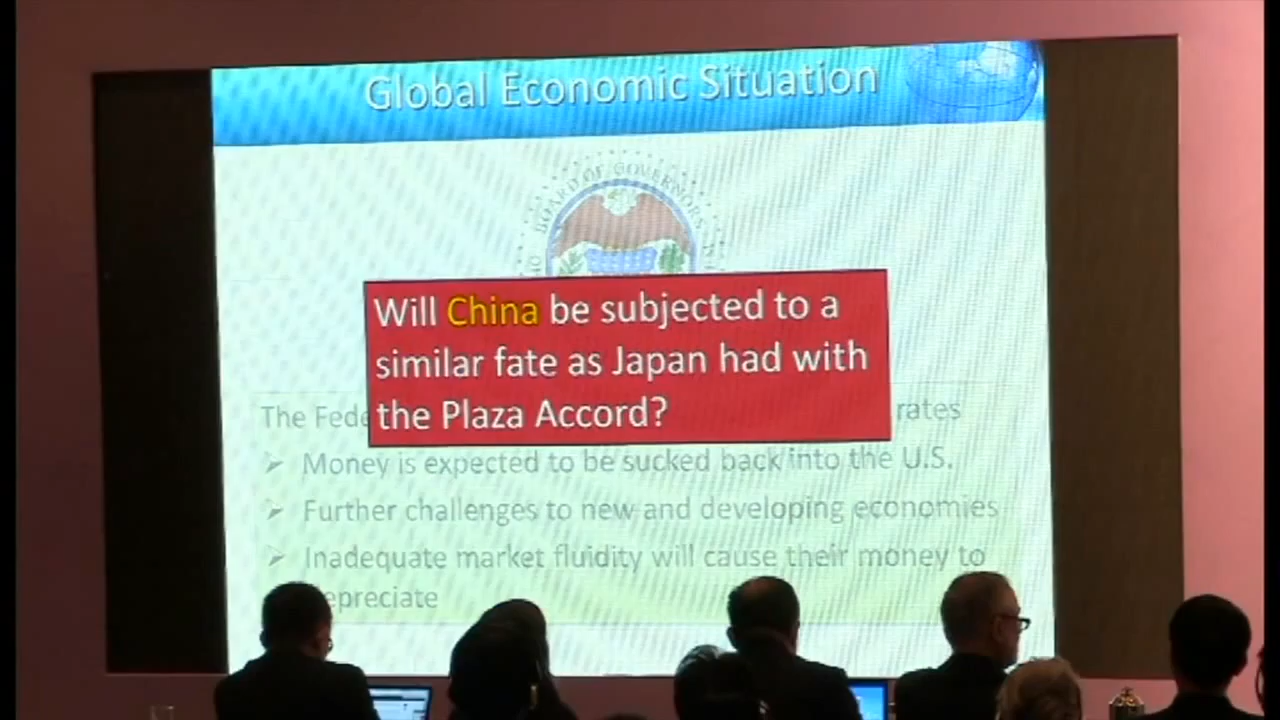 Global Economic Situation
BOARD OF GOVERNORS
Will China be subjected to a
similar fate as Japan had with
the Plaza Accord?
The Fede rates
➢ Money is expected to be sucked back into the U.S.
➢ Further challenges to new and developing economies
➢ Inadequate market fluidity will cause their money to
epreciate